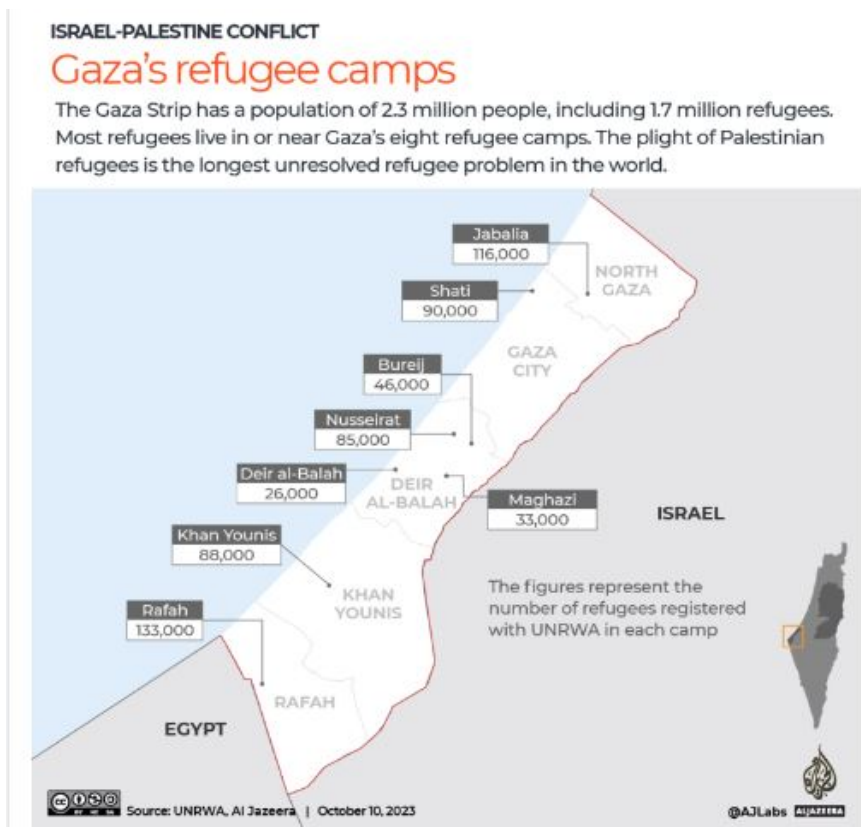 ISRAEL-PALESTINE CONFLICT
Gaza's refugee camps
The Gaza Strip has a population of 2.3 million people, including 1.7 million refugees.
Most refugees live in or near Gaza's eight refugee camps. The plight of Palestinian
refugees is the longest unresolved refugee problem in the world.
Jabalia
116,000
NORTH
GAZA
Shati
90,000
GAZA
CITY
Bureij
46,000
Nusseirat
85,000
Deir al-Balah
26,000
DEIR
AL-BALAH
Maghazi
33,000
ISRAEL
Khan Younis
88,000
KHAN
YOUNIS
The figures represent the
number of refugees registered
with UNRWA in each camp
Rafah
133,000
RAFAH
EGYPT
Source: UNRWA, Al Jazeera | October 10, 2023
@AJLabs ALJAZEERA